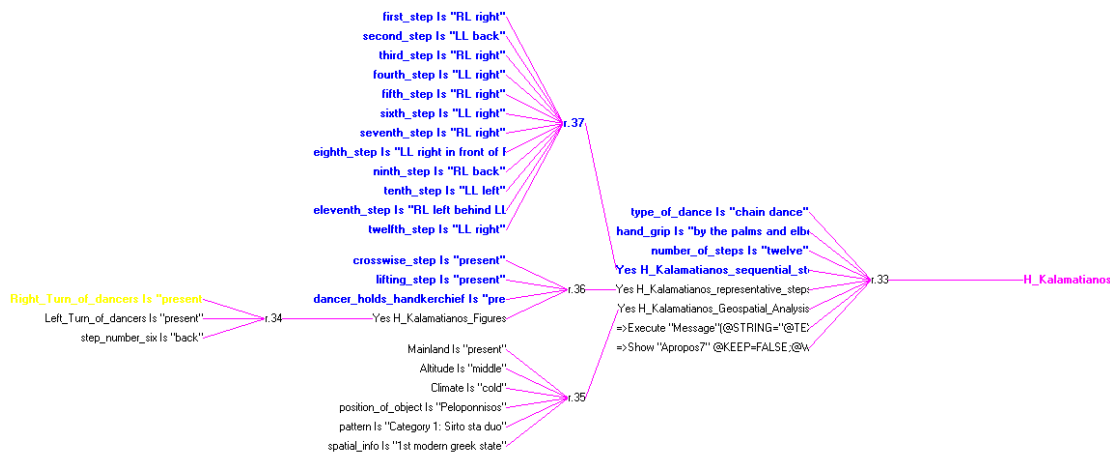 first_step Is "RL right"
second_step Is "LL back"
third_step Is "RL right"
fourth_step Is "LL right"
fifth_step Is "RL right"
sixth_step Is "LL right"
seventh_step Is "RL right"
eighth_step Is "LL right in front of
ninth_step Is "RL back"
tenth_step Is "LL left"
eleventh_step Is "RL left behind LL
twelfth_step Is "LL right"
r.37
crosswise_step Is "present"
lifting_step Is "present"
dancer_holds_handkerchief Is "pre
Yes H_Kalamatianos_Figures
r.36
Right_Turn_of_dancers Is "present
Left_Turn_of_dancers Is "present"
step_number_six Is "back"
r.34
Mainland Is "present"
Altitude Is "middle"
Climate Is "cold"
position_of_object Is "Peloponnisos"
pattern Is "Category 1: Sirto sta duo"
spatial_info Is "1st modern greek state"
r.35
type_of_dance Is "chain dance"
hand_grip Is "by the palms and elb
number_of_steps Is "twelve"
Yes H_Kalamatianos_sequential_st
Yes H_Kalamatianos_representative_steps
Yes H_Kalamatianos_Geospatial_Analysis
=>Execute "Message"(@STRING="@TE
=>Show "Apropos7" @KEEP=FALSE;@W
r.33
H_Kalamatianos